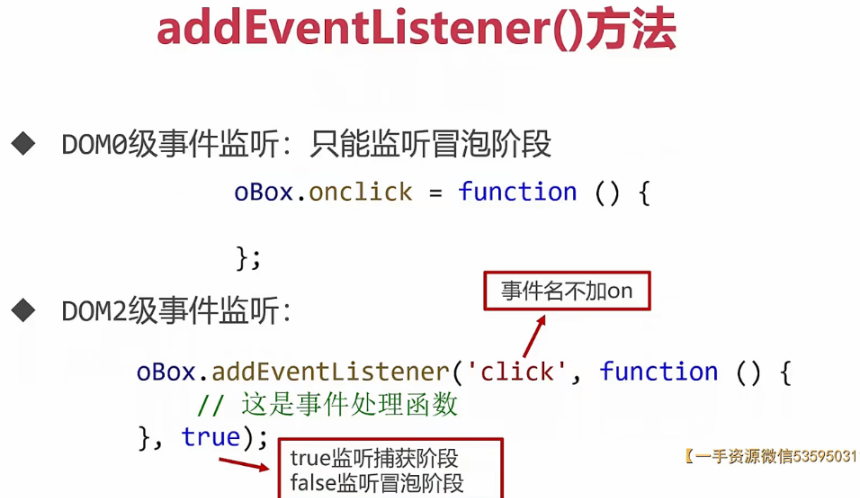 addEventListener()方法
DOM0级事件监听：只能监听冒泡阶段
oBox.onclick = function () {
};
事件名不加on
DOM2级事件监听：
oBox.addEventListener('click', function () {
// 这是事件处理函数
}, true);
true监听捕获阶段
false监听冒泡阶段
【一手资源微信53595031